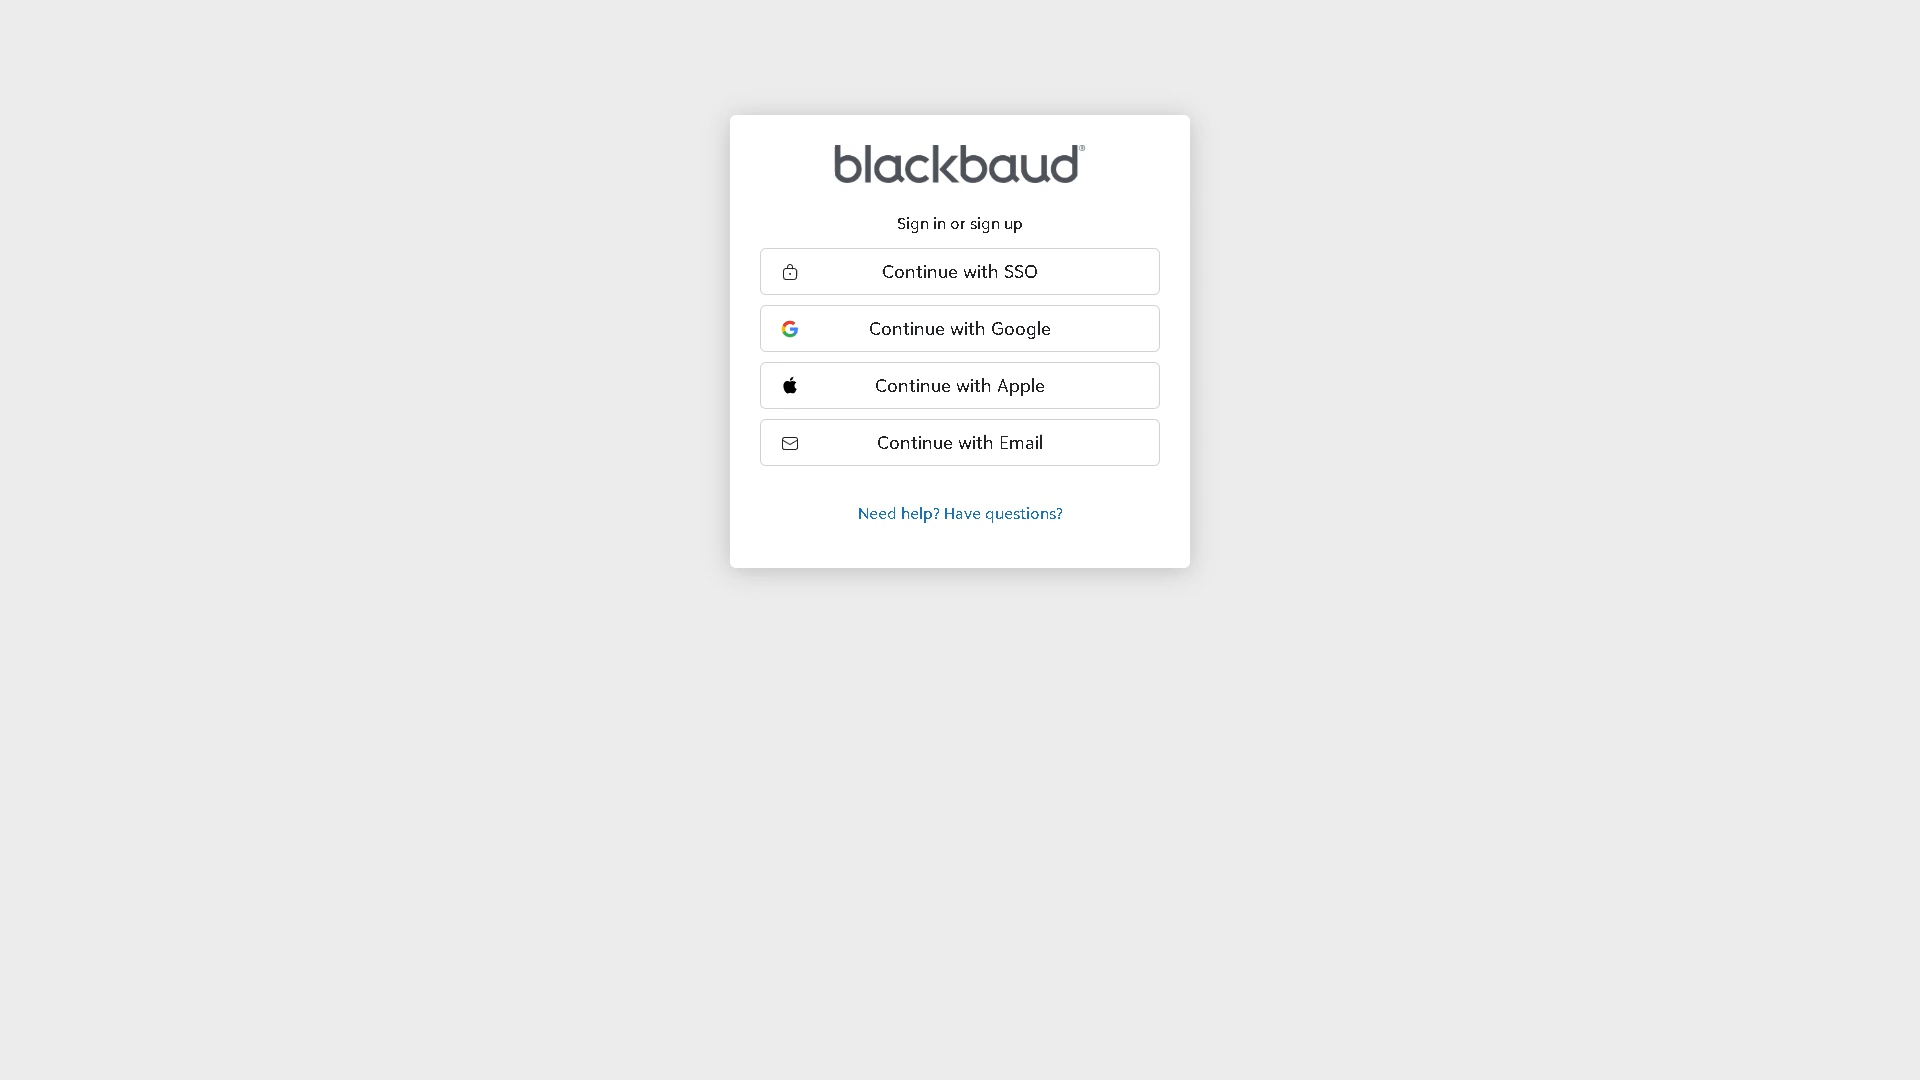 blackbaud®
Sign in or sign up
Continue with SSO
Continue with Google
Continue with Apple
Continue with Email
Need help? Have questions?